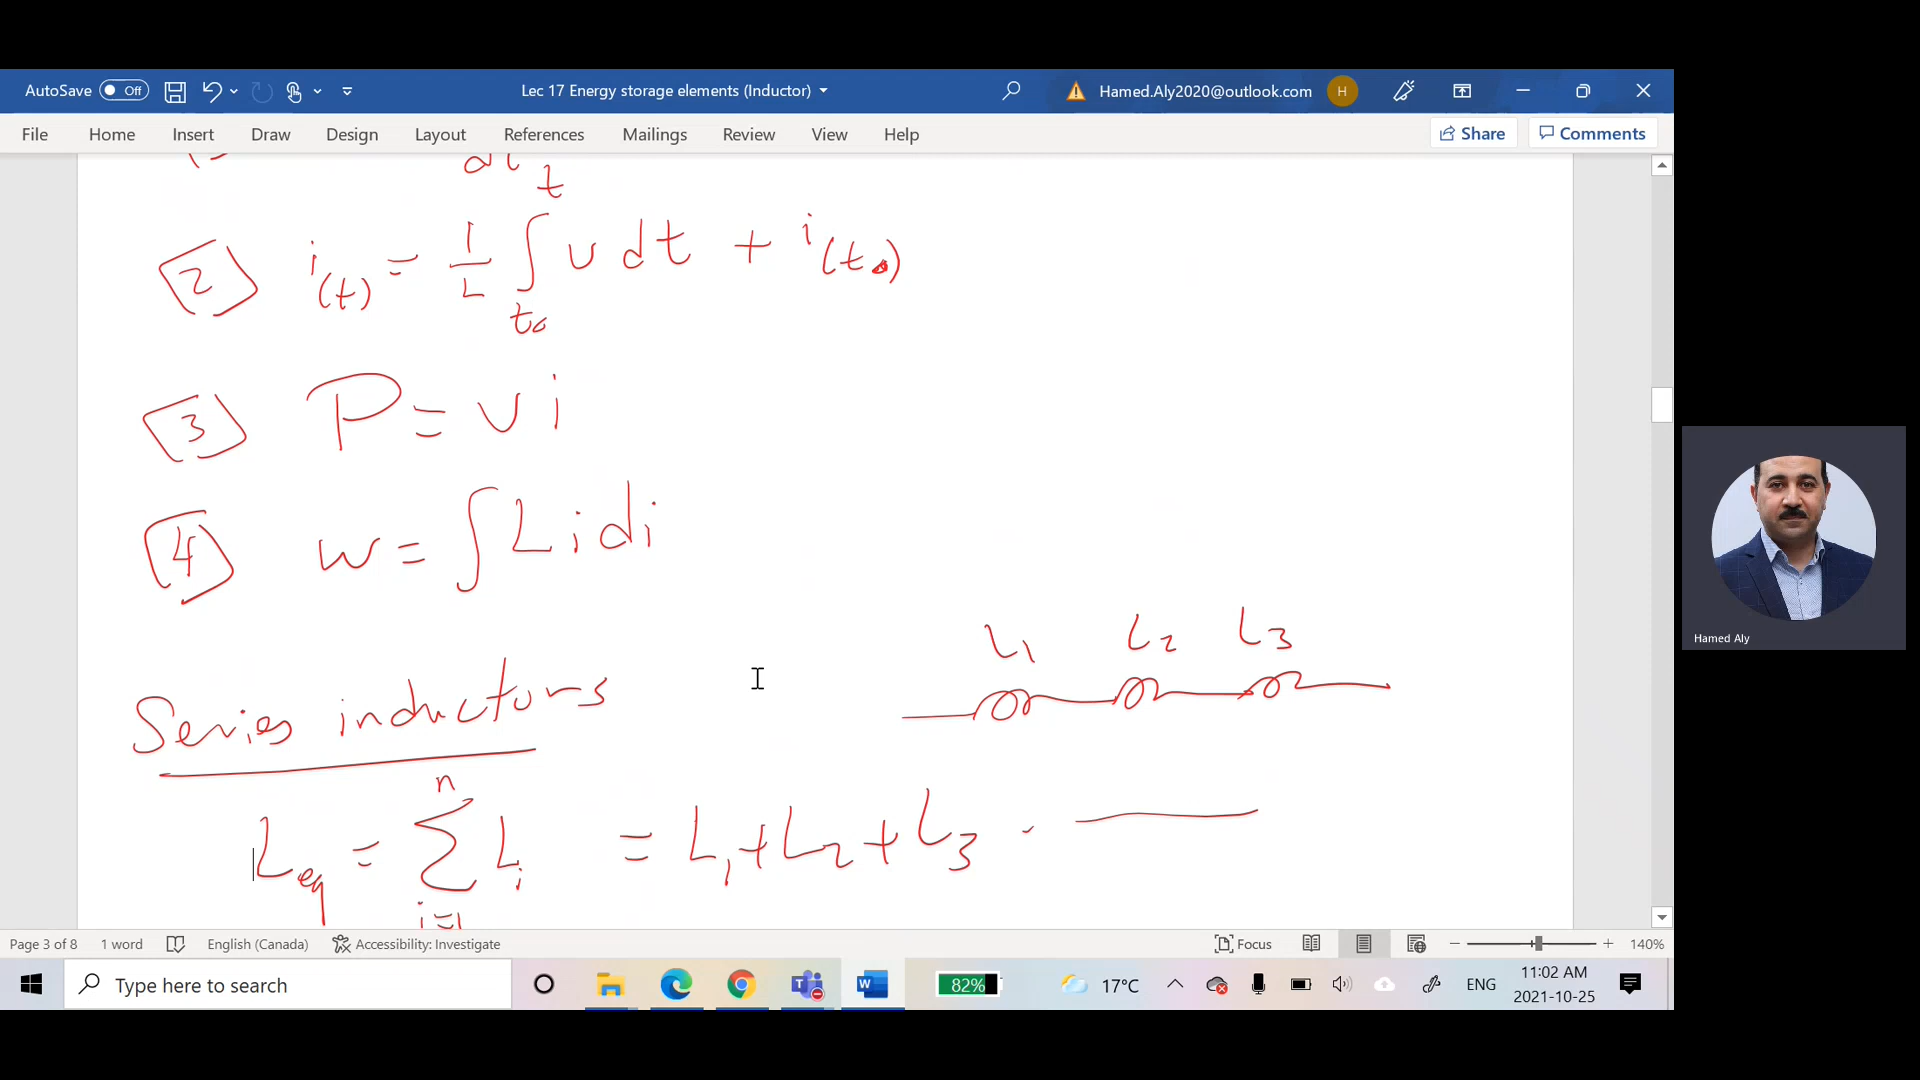 AutoSave Off Lec 17 Energy storage elements (Inductor) Hamed.Aly2020@outlook.com H
File Home Insert Draw Design Layout References Mailings Review View Help Share Comments
t
[2] i(t) = 1/L ∫ v dt + i(t₀)
t₀
[3] P = v i
[4] w = ∫ L i di
L₁ L₂ L₃
Series inductors
n
Leq = Σ Lᵢ = L₁ + L₂ + L₃ . ———
i=1
Hamed Aly
Page 3 of 8 1 word English (Canada) Accessibility: Investigate Focus 140%
Type here to search 82% 17°C ENG 11:02 AM
2021-10-25